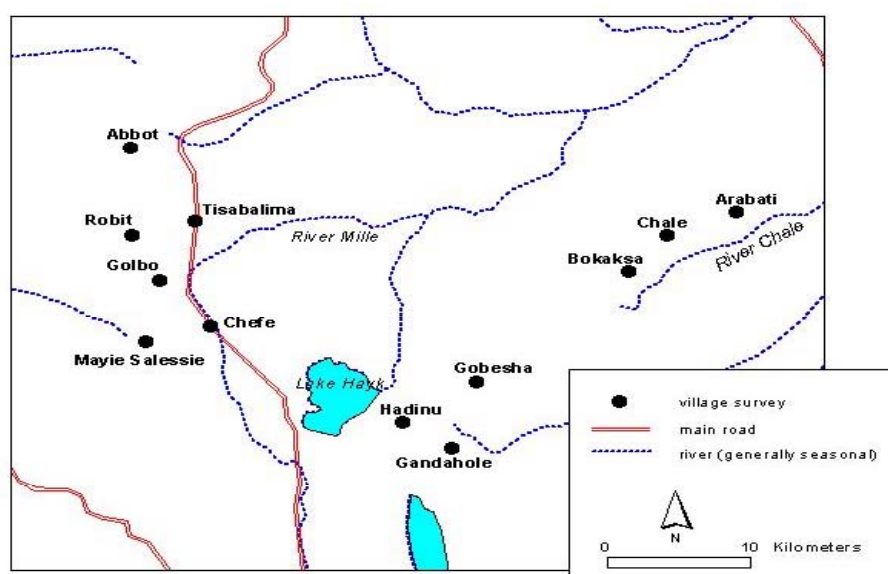 Abbot
Arabati
Tisabalima
Robit
Chale
River Mille
River Chale
Golbo
Bokaksa
Chefe
Mayie Salessie
Gobesha
Lake Hayk
Hadinu
Gandahole
village survey
main road
river (generally seasonal)
N
0 10 Kilometers